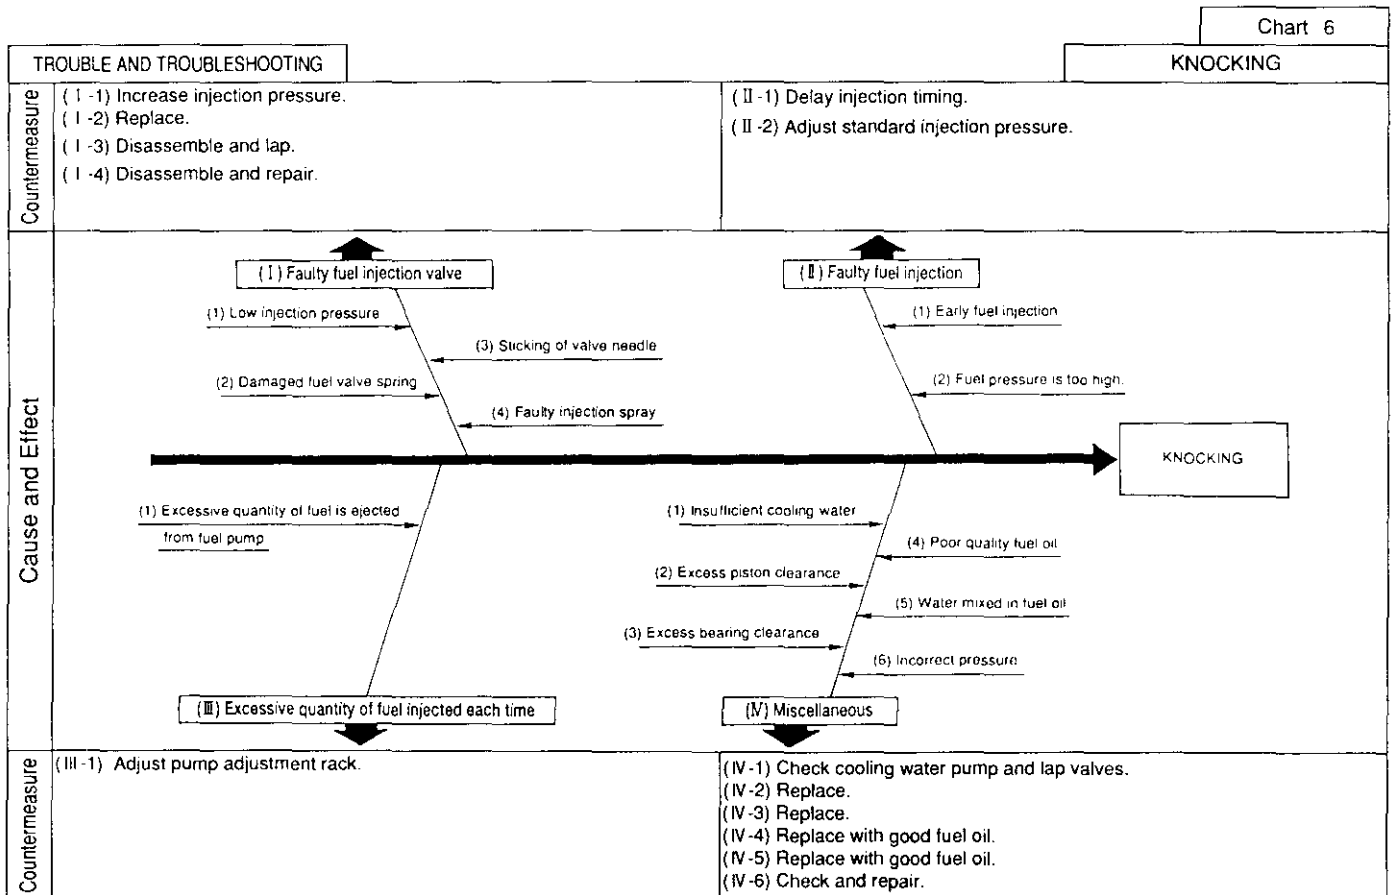 Chart 6
TROUBLE AND TROUBLESHOOTING
KNOCKING
Countermeasure
( I -1) Increase injection pressure.
( I -2) Replace.
( I -3) Disassemble and lap.
( I -4) Disassemble and repair.
( II -1) Delay injection timing.
( II -2) Adjust standard injection pressure.
Cause and Effect
( I ) Faulty fuel injection valve
(1) Low injection pressure
(3) Sticking of valve needle
(2) Damaged fuel valve spring
(4) Faulty injection spray
( II ) Faulty fuel injection
(1) Early fuel injection
(2) Fuel pressure is too high.
KNOCKING
(1) Excessive quantity of fuel is ejected
from fuel pump
(III) Excessive quantity of fuel injected each time
(1) Insufficient cooling water
(4) Poor quality fuel oil
(2) Excess piston clearance
(5) Water mixed in fuel oil
(3) Excess bearing clearance
(6) Incorrect pressure
(IV) Miscellaneous
Countermeasure
(III-1) Adjust pump adjustment rack.
(IV-1) Check cooling water pump and lap valves.
(IV-2) Replace.
(IV-3) Replace.
(IV-4) Replace with good fuel oil.
(IV-5) Replace with good fuel oil.
(IV-6) Check and repair.